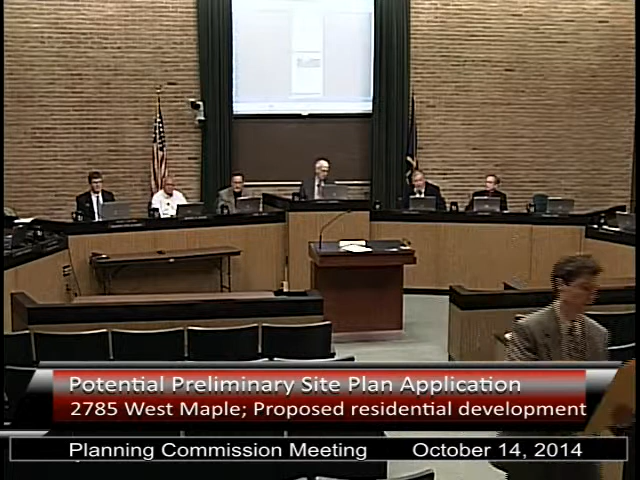 Potential Preliminary Site Plan Application
2785 West Maple; Proposed residential development
Planning Commission Meeting October 14, 2014